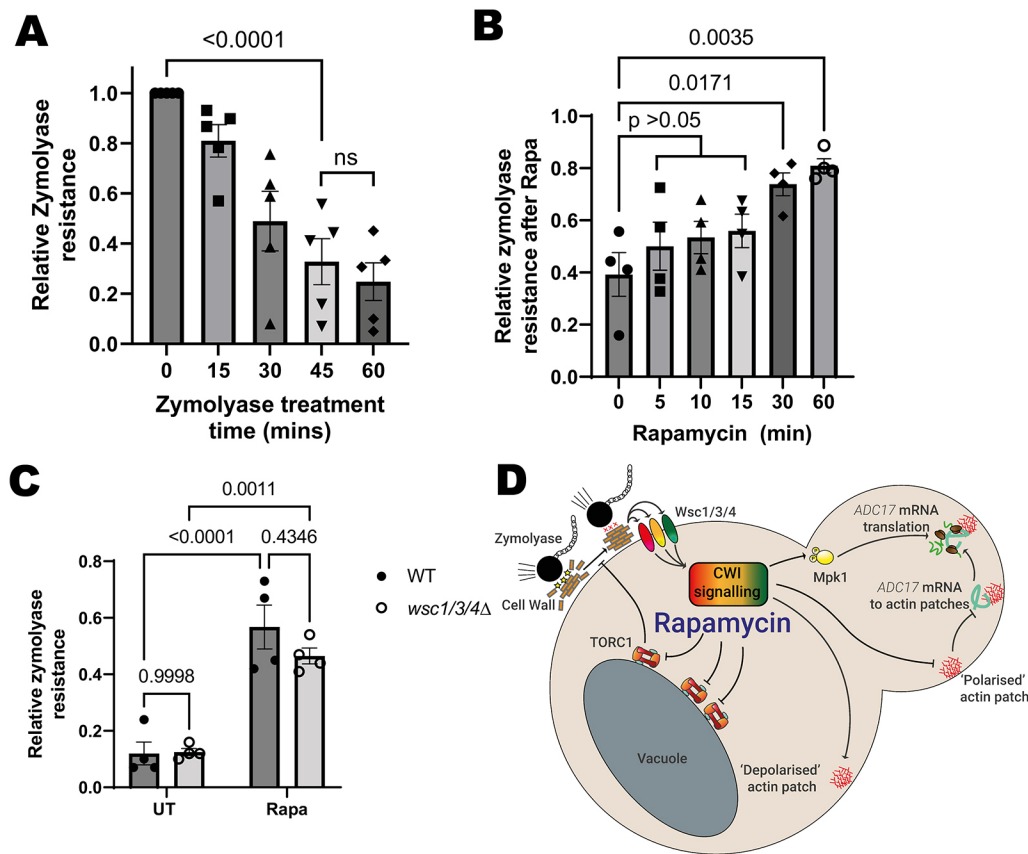 A
<0.0001
ns
Relative Zymolyase
resistance
1.0
0.8
0.6
0.4
0.2
0.0
0 15 30 45 60
Zymolyase treatment
time (mins)
B
0.0035
0.0171
p >0.05
Relative zymolyase
resistance after Rapa
1.0
0.8
0.6
0.4
0.2
0.0
0 5 10 15 30 60
Rapamycin (min)
C
0.0011
<0.0001 0.4346
0.9998
Relative zymolyase
resistance
0.8
0.6
0.4
0.2
0.0
UT Rapa
WT
wsc1/3/4Δ
D
Zymolyase
Cell Wall
Wsc1/3/4
CWI
signalling
Rapamycin
TORC1
Vacuole
P
P
Mpk1
ADC17 mRNA
translation
ADC17 mRNA
to actin patches
'Polarised'
actin patch
'Depolarised'
actin patch